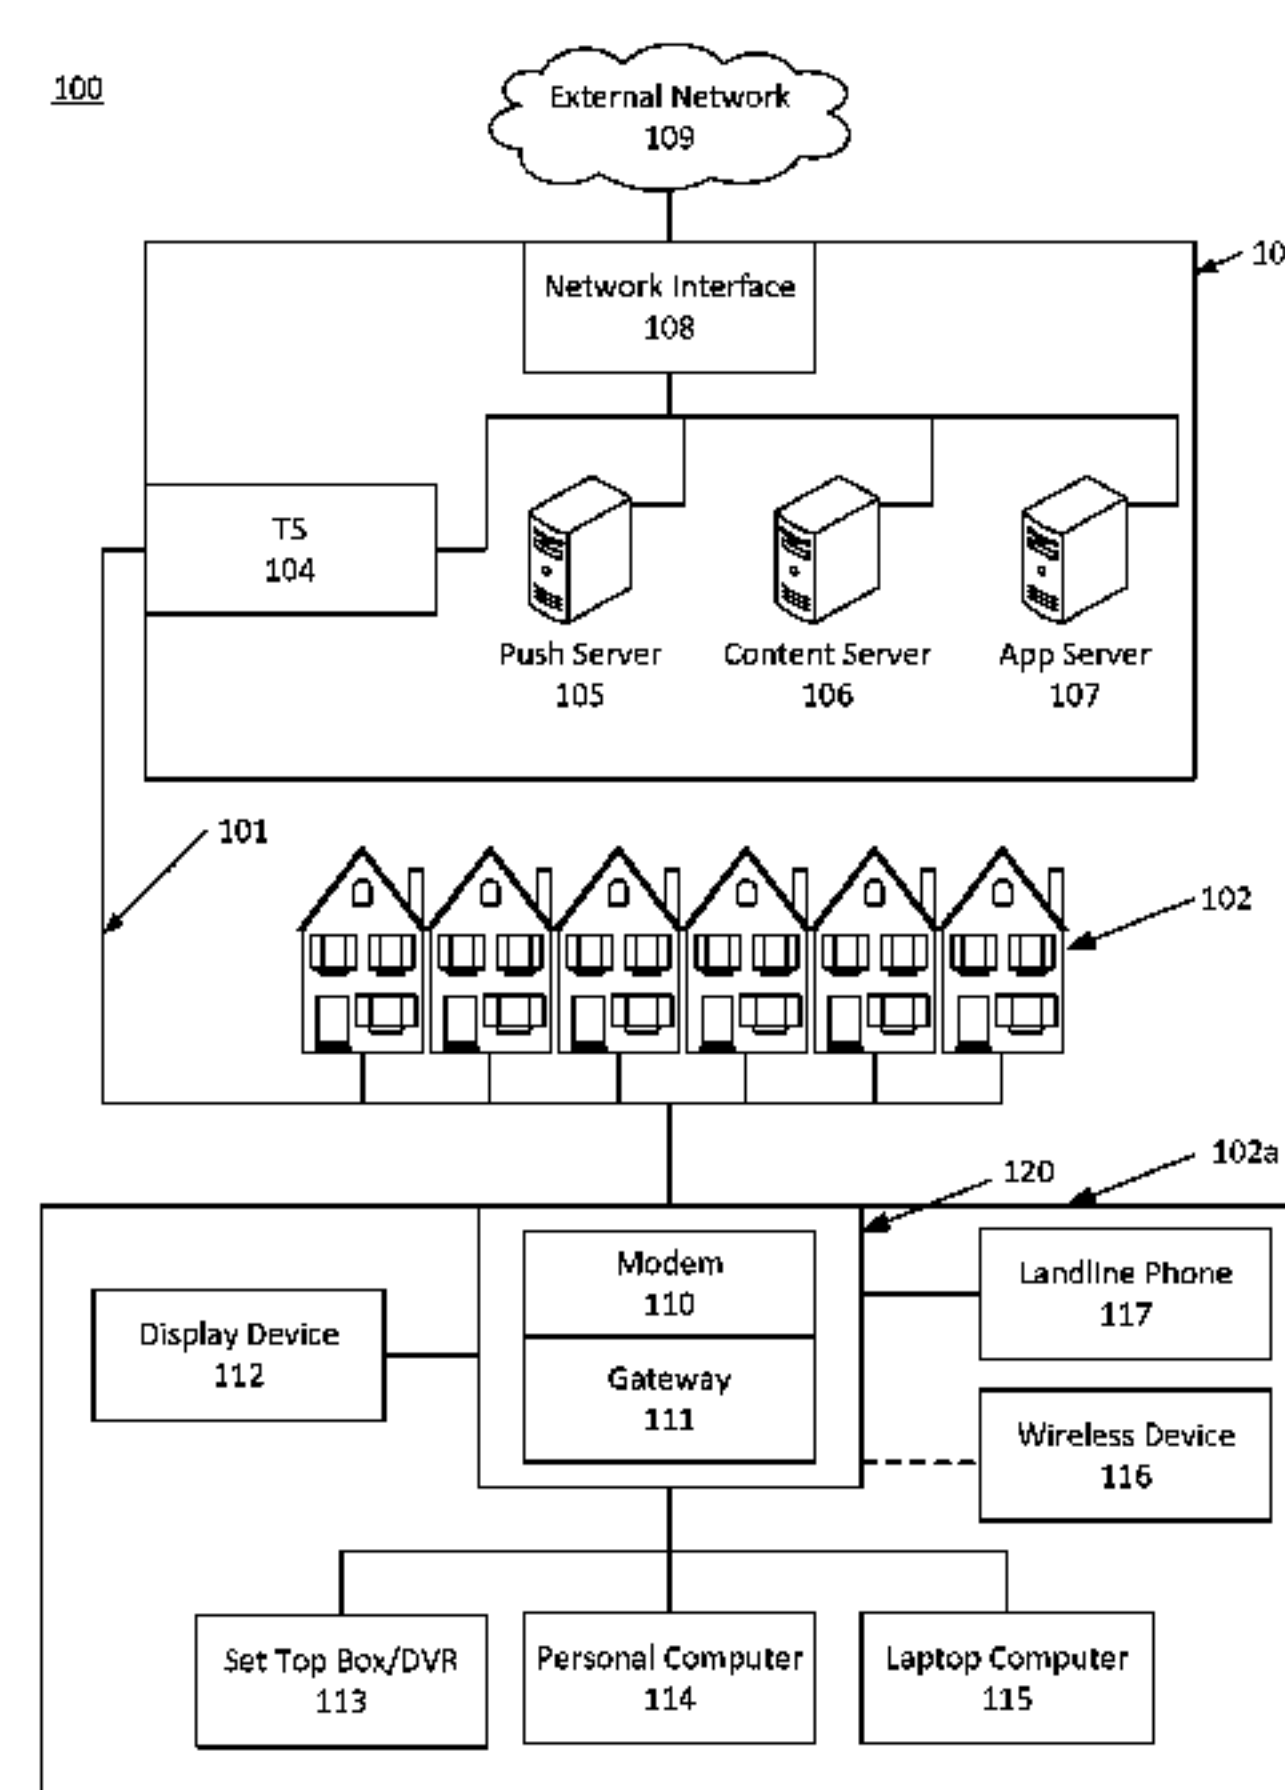 100
External Network
109
10
Network Interface
108
TS
104
Push Server
105
Content Server
106
App Server
107
101
102
102a
120
Modem
110
Landline Phone
117
Display Device
112
Gateway
111
Wireless Device
116
Set Top Box/DVR
113
Personal Computer
114
Laptop Computer
115